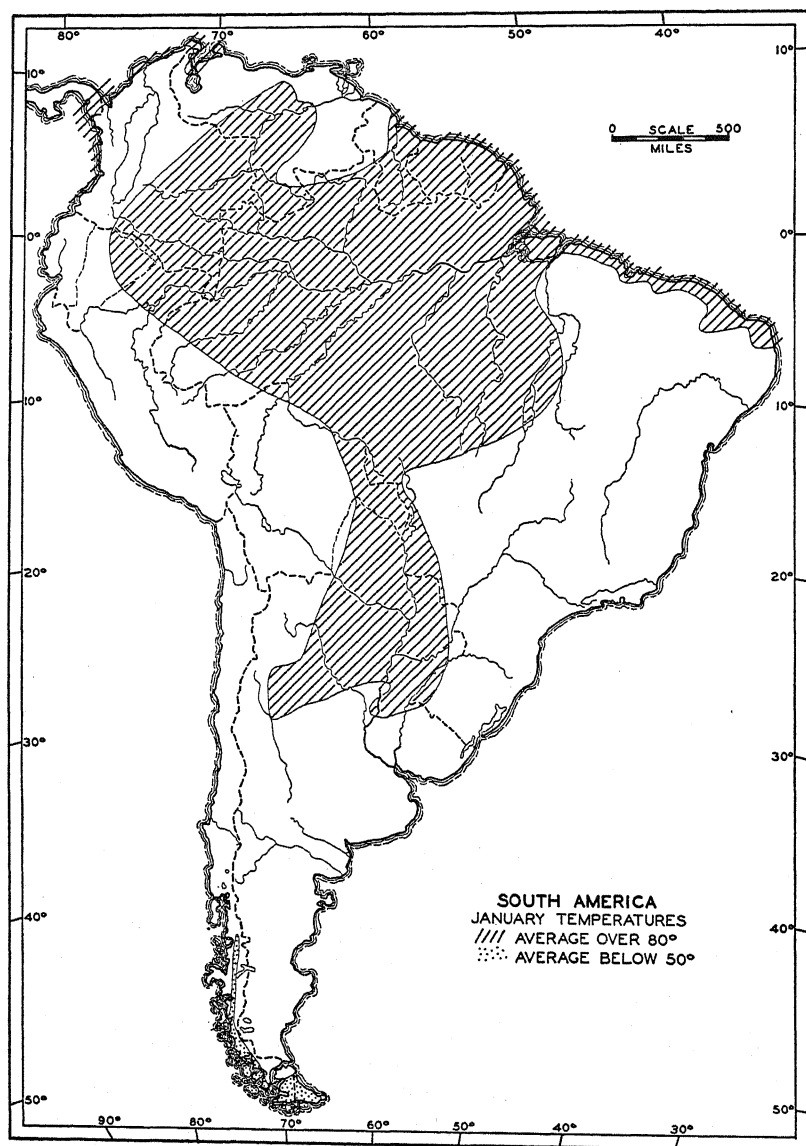 80° 70° 60° 50° 40° 10°
10°
0 SCALE 500
MILES
0° 0°
10° 10°
20° 20°
30° 30°
SOUTH AMERICA
JANUARY TEMPERATURES
AVERAGE OVER 80°
AVERAGE BELOW 50°
40° 40°
50° 50°
90° 80° 70° 60° 50° 40° 30°